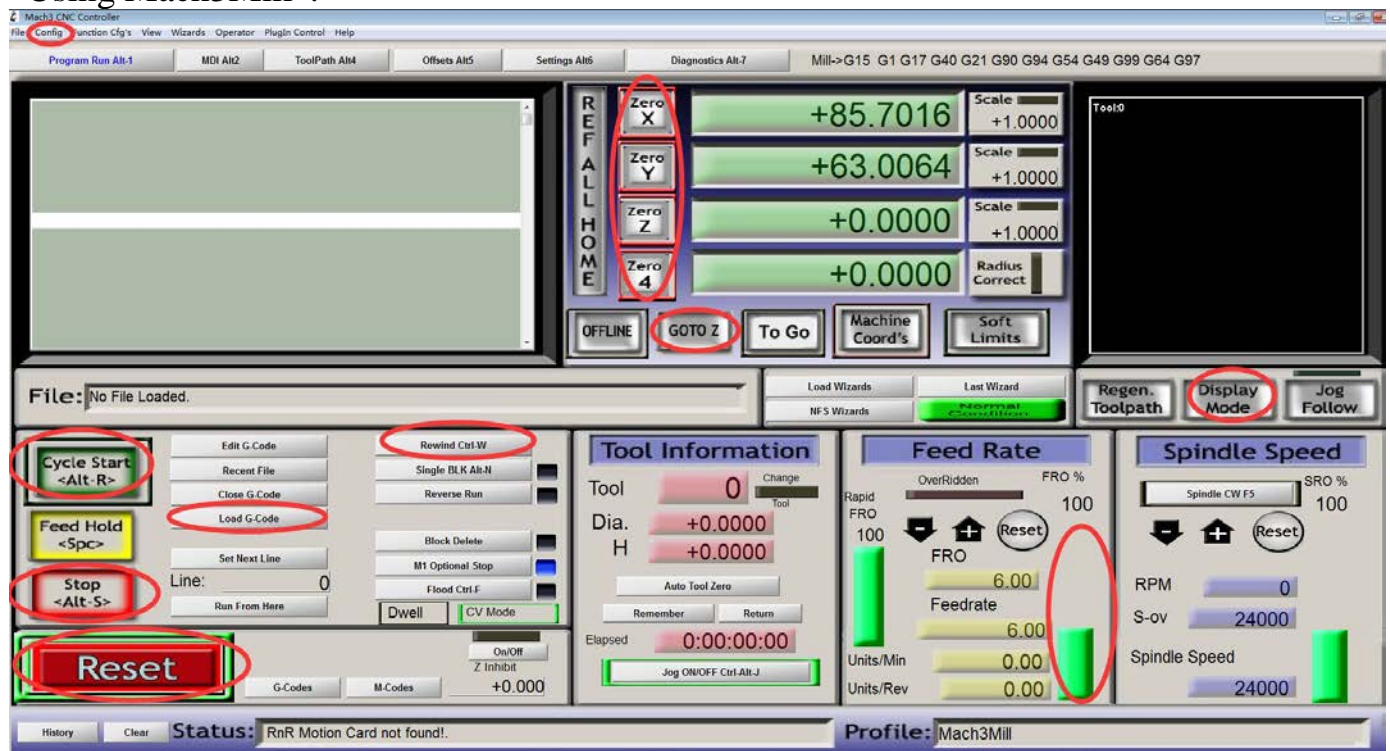 Using Mach3Mill".
Mach3 CNC Controller
File Config Function Cfg's View Wizards Operator PlugIn Control Help
Program Run Alt-1 MDI Alt2 ToolPath Alt4 Offsets Alt5 Settings Alt6 Diagnostics Alt-7 Mill->G15 G1 G17 G40 G21 G90 G94 G54 G49 G99 G64 G97
REF ALL HOME
Zero X +85.7016 Scale +1.0000
Zero Y +63.0064 Scale +1.0000
Zero Z +0.0000 Scale +1.0000
Zero 4 +0.0000 Radius Correct
OFFLINE GOTO Z To Go Machine Coord's Soft Limits
Tool:0
File: No File Loaded.
Load Wizards Last Wizard
NFS Wizards Normal Condition
Regen. Toolpath Display Mode Jog Follow
Cycle Start
<Alt-R>
Feed Hold
<Spc>
Stop
<Alt-S>
Edit G-Code
Recent File
Close G-Code
Load G-Code
Set Next Line
Line: 0
Run From Here
Rewind Ctrl-W
Single BLK Alt-N
Reverse Run
Block Delete
M1 Optional Stop
Flood Ctrl-F
Dwell CV Mode
Reset
G-Codes M-Codes
On/Off
Z Inhibit
+0.000
Tool Information
Tool 0 Change Tool
Dia. +0.0000
H +0.0000
Auto Tool Zero
Remember Return
Elapsed 0:00:00:00
Jog ON/OFF Ctrl-Alt-J
Feed Rate
OverRidden FRO %
100
Rapid FRO
100
Reset
FRO
6.00
Feedrate
6.00
Units/Min 0.00
Units/Rev 0.00
Spindle Speed
Spindle CW F5 SRO %
100
Reset
RPM 0
S-ov 24000
Spindle Speed
24000
History Clear Status: RnR Motion Card not found!. Profile: Mach3Mill